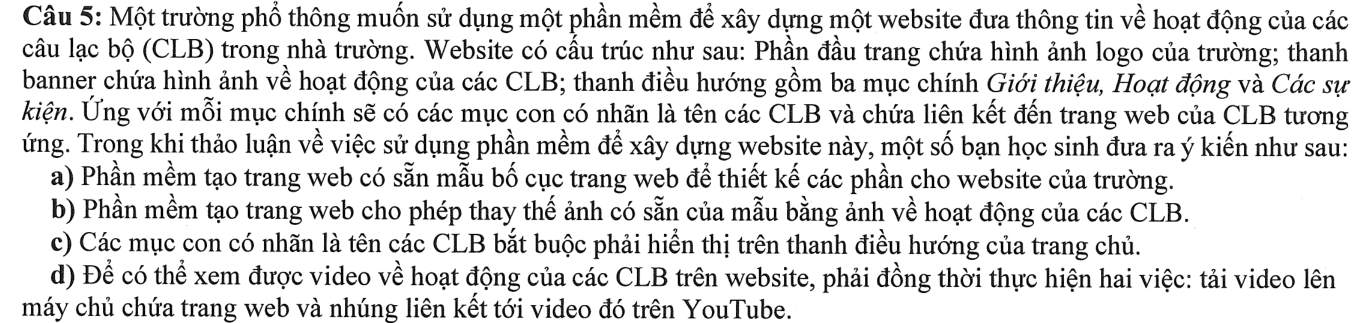 Câu 5: Một trường phổ thông muốn sử dụng một phần mềm để xây dựng một website đưa thông tin về hoạt động của các
câu lạc bộ (CLB) trong nhà trường. Website có cấu trúc như sau: Phần đầu trang chứa hình ảnh logo của trường; thanh
banner chứa hình ảnh về hoạt động của các CLB; thanh điều hướng gồm ba mục chính Giới thiệu, Hoạt động và Các sự
kiện. Ứng với mỗi mục chính sẽ có các mục con có nhãn là tên các CLB và chứa liên kết đến trang web của CLB tương
ứng. Trong khi thảo luận về việc sử dụng phần mềm để xây dựng website này, một số bạn học sinh đưa ra ý kiến như sau:
a) Phần mềm tạo trang web có sẵn mẫu bố cục trang web để thiết kế các phần cho website của trường.
b) Phần mềm tạo trang web cho phép thay thế ảnh có sẵn của mẫu bằng ảnh về hoạt động của các CLB.
c) Các mục con có nhãn là tên các CLB bắt buộc phải hiển thị trên thanh điều hướng của trang chủ.
d) Để có thể xem được video về hoạt động của các CLB trên website, phải đồng thời thực hiện hai việc: tải video lên
máy chủ chứa trang web và nhúng liên kết tới video đó trên YouTube.